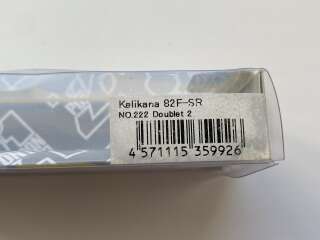 Kelikana 82F-SR
NO.222 Doublet 2
4 571115 359926